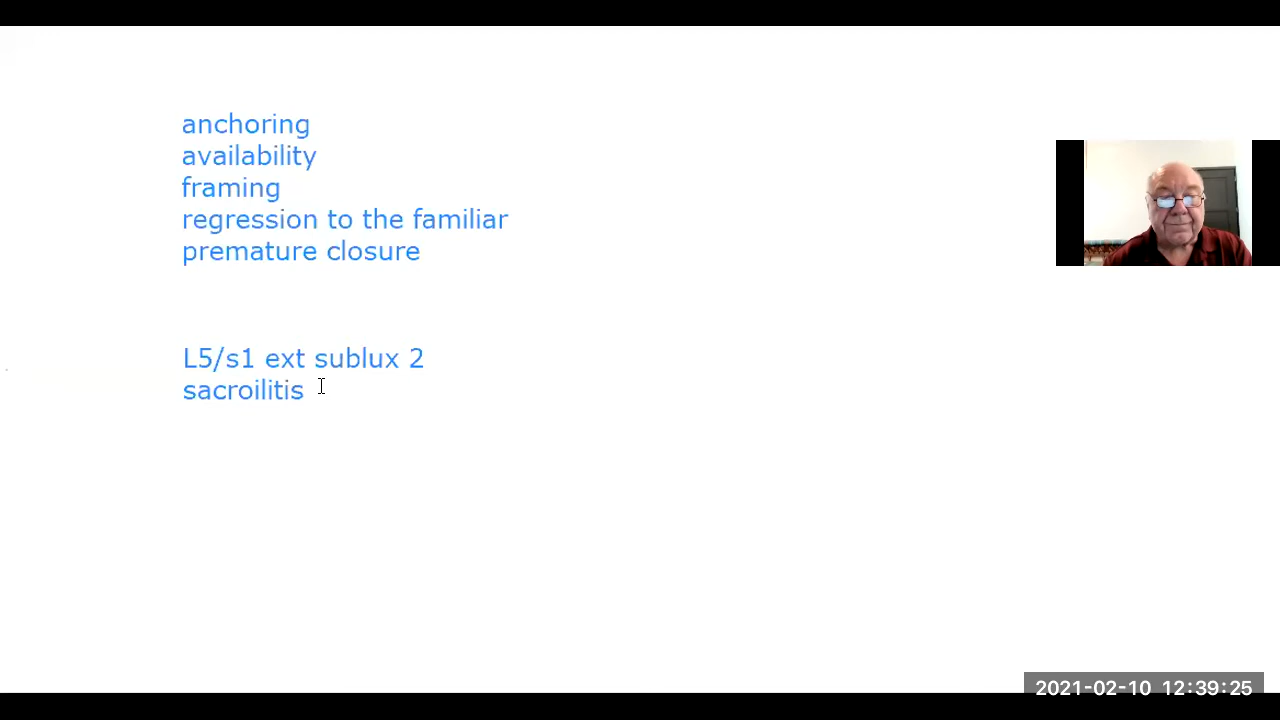 anchoring
availability
framing
regression to the familiar
premature closure
L5/s1 ext sublux 2
sacroilitis
2021-02-10 12:39:25